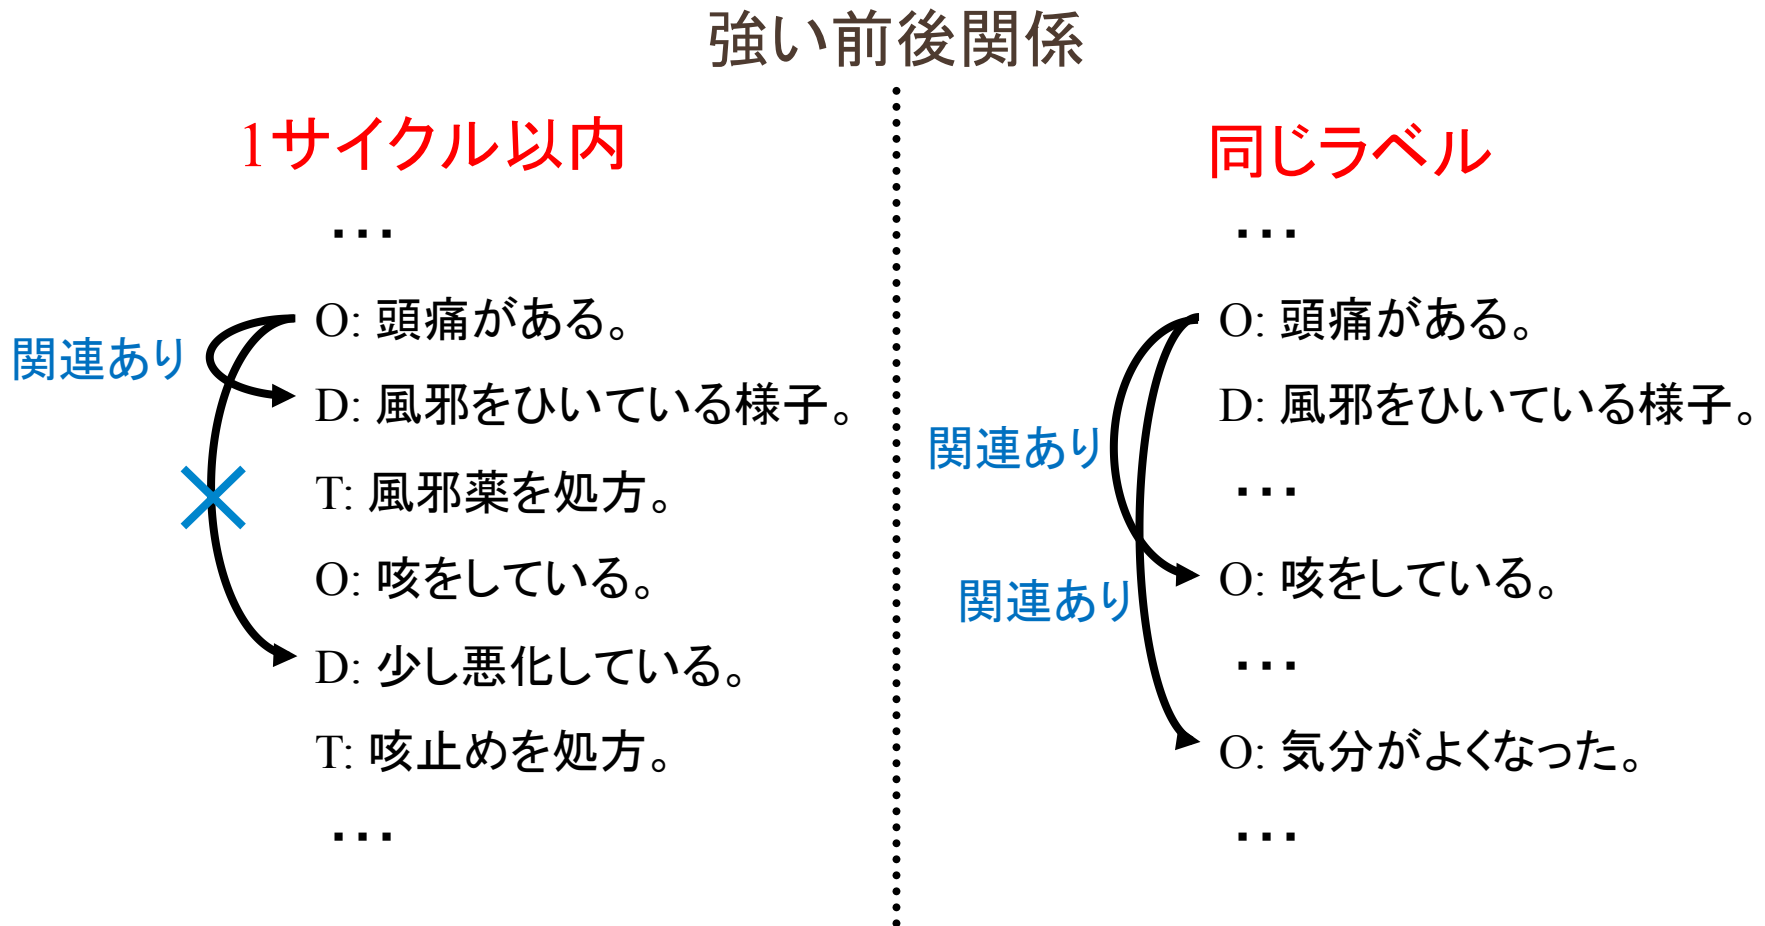 強い前後関係
1サイクル以内
...
O: 頭痛がある。
関連あり
D: 風邪をひいている様子。
T: 風邪薬を処方。
O: 咳をしている。
D: 少し悪化している。
T: 咳止めを処方。
...
同じラベル
...
O: 頭痛がある。
D: 風邪をひいている様子。
関連あり
...
O: 咳をしている。
関連あり
...
O: 気分がよくなった。
...